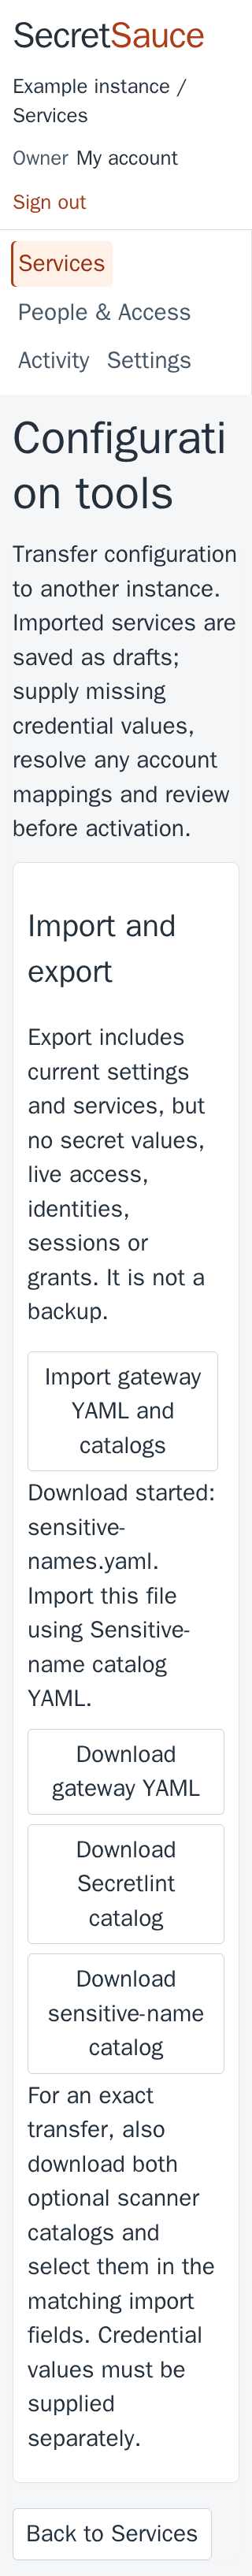 SecretSauce
Example instance /
Services
Owner My account
Sign out
Services
People & Access
Activity Settings
Configurati
on tools
Transfer configuration
to another instance.
Imported services are
saved as drafts;
supply missing
credential values,
resolve any account
mappings and review
before activation.
Import and
export
Export includes
current settings
and services, but
no secret values,
live access,
identities,
sessions or
grants. It is not a
backup.
Import gateway
YAML and
catalogs
Download started:
sensitive-
names.yaml.
Import this file
using Sensitive-
name catalog
YAML.
Download
gateway YAML
Download
Secretlint
catalog
Download
sensitive-name
catalog
For an exact
transfer, also
download both
optional scanner
catalogs and
select them in the
matching import
fields. Credential
values must be
supplied
separately.
Back to Services